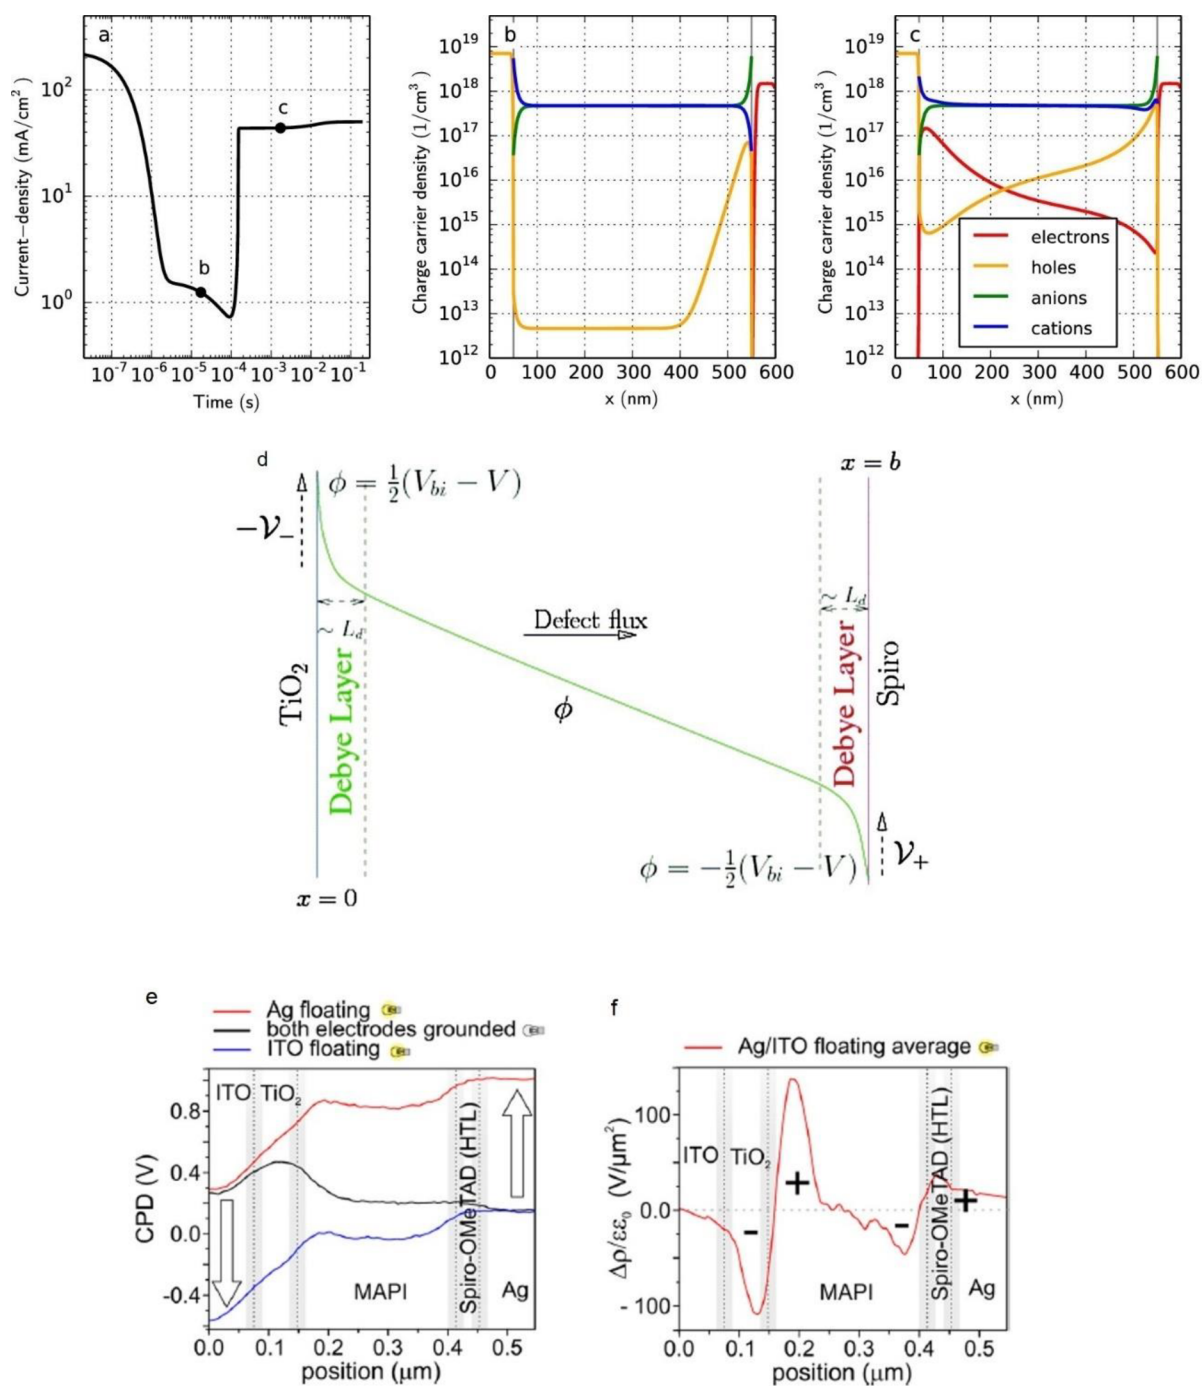 a
Current−density (mA/cm²)
10²
10¹
10⁰
b
c
10⁻⁷ 10⁻⁶ 10⁻⁵ 10⁻⁴ 10⁻³ 10⁻² 10⁻¹
Time (s)
b
Charge carrier density (1/cm³)
10¹⁹
10¹⁸
10¹⁷
10¹⁶
10¹⁵
10¹⁴
10¹³
10¹²
0 100 200 300 400 500 600
x (nm)
c
Charge carrier density (1/cm³)
10¹⁹
10¹⁸
10¹⁷
10¹⁶
10¹⁵
10¹⁴
10¹³
10¹²
electrons
holes
anions
cations
0 100 200 300 400 500 600
x (nm)
d
x = b
ϕ = ½(V_bi − V)
−𝒱₋
~ L_d
~ L_d
Defect flux
ϕ
TiO₂
Debye Layer
Debye Layer
Spiro
ϕ = −½(V_bi − V)
𝒱₊
x = 0
e
Ag floating
both electrodes grounded
ITO floating
ITO TiO₂
CPD (V)
0.8
0.4
0.0
-0.4
MAPI
Spiro-OMeTAD (HTL)
Ag
0.0 0.1 0.2 0.3 0.4 0.5
position (μm)
f
Ag/ITO floating average
Δρ/εε₀ (V/μm²)
100
0.0
- 100
ITO TiO₂
-
+
-
+
MAPI
Spiro-OMeTAD (HTL)
Ag
0.0 0.1 0.2 0.3 0.4 0.5
position (μm)